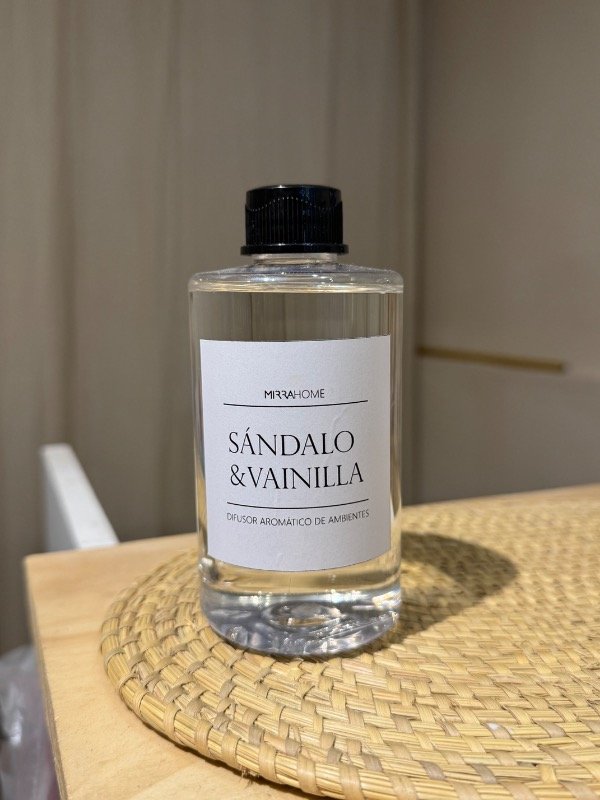 MIRRAHOME
SÁNDALO
&VAINILLA
DIFUSOR AROMÁTICO DE AMBIENTES